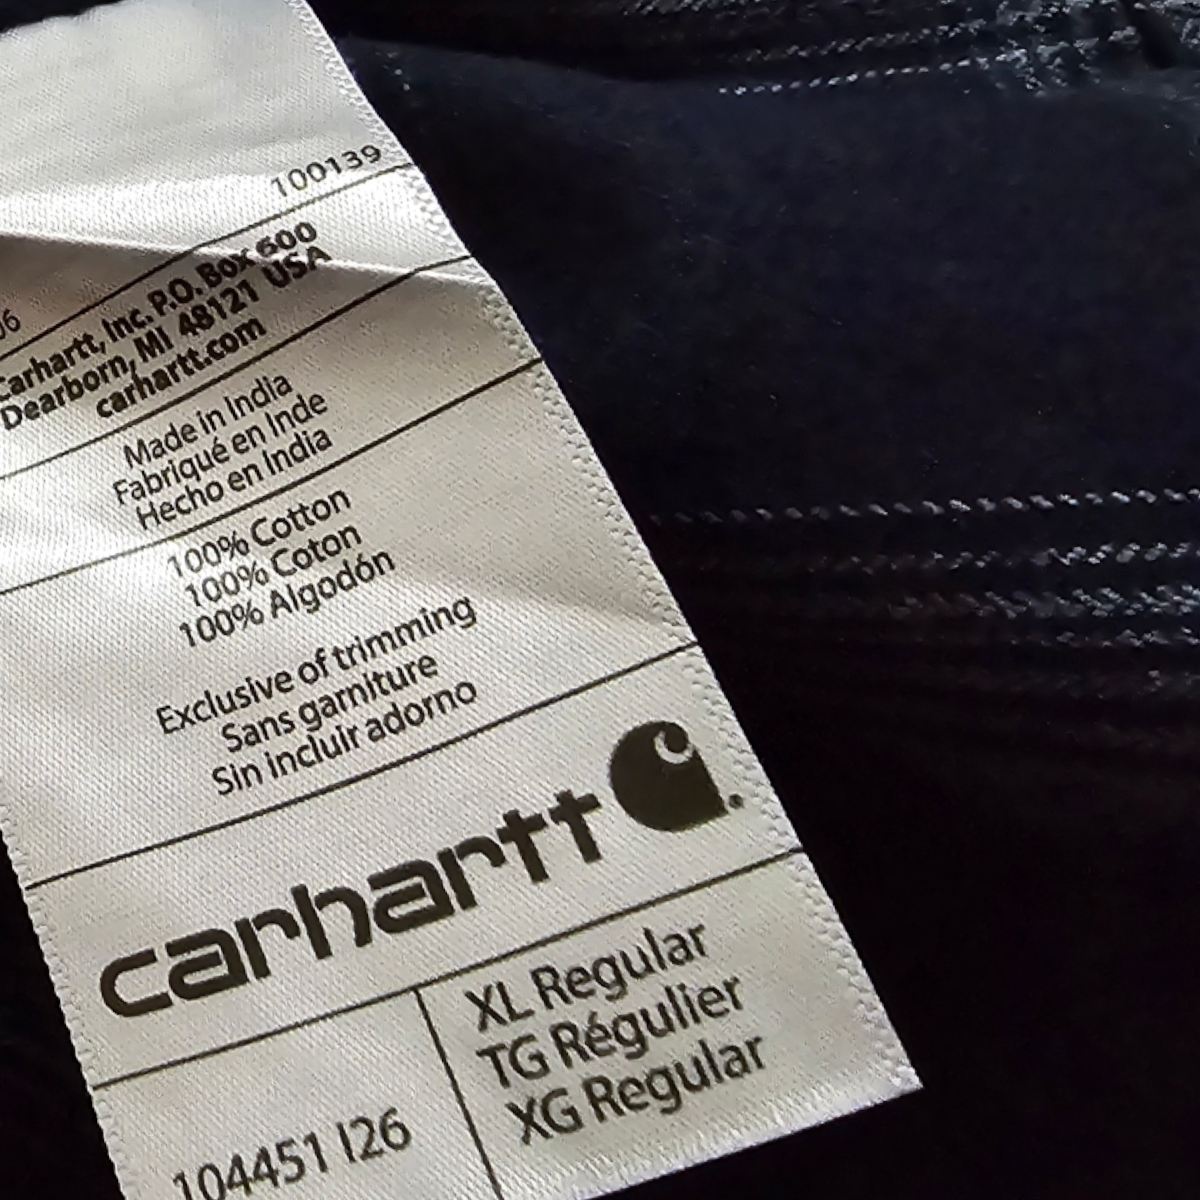 100139
06
Carhartt, Inc. P.O. Box 600
Dearborn, MI 48121 USA
carhartt.com
Made in India
Fabriqué en Inde
Hecho en India
100% Cotton
100% Coton
100% Algodón
Exclusive of trimming
Sans garniture
Sin incluir adorno
carhartt
XL Regular
TG Régulier
XG Regular
104451 I26